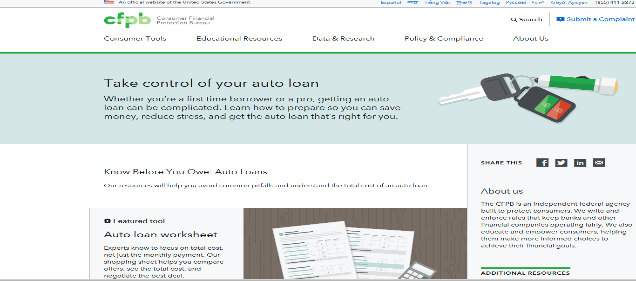 An official website of the United States Government
Español 中文 Tiếng Việt 한국어 Tagalog Pусский العربية Kreyòl Ayisyen (855) 411-2372
cfpb Consumer Financial
Protection Bureau
Search Submit a Complaint
Consumer Tools Educational Resources Data & Research Policy & Compliance About Us
Take control of your auto loan
Whether you're a first time borrower or a pro, getting an auto
loan can be complicated. Learn how to prepare so you can save
money, reduce stress, and get the auto loan that's right for you.
SHARE THIS
Know Before You Owe: Auto Loans
Our resources will help you avoid common pitfalls and understand the total cost of an auto loan.
Featured tool
Auto loan worksheet
Experts know to focus on total cost,
not just the monthly payment. Our
shopping sheet helps you compare
offers, see the total cost, and
negotiate the best deal.
About us
The CFPB is an independent federal agency
built to protect consumers. We write and
enforce rules that keep banks and other
financial companies operating fairly. We also
educate and empower consumers, helping
them make more informed choices to
achieve their financial goals.
ADDITIONAL RESOURCES